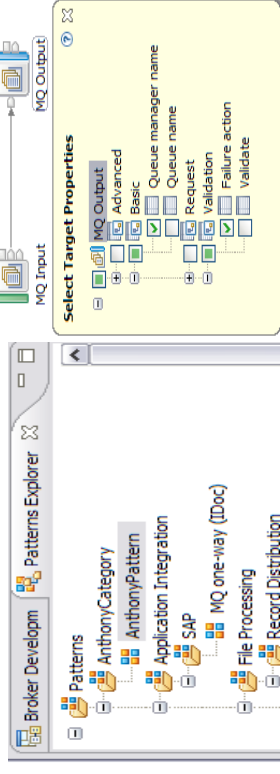 MQ Input
MQ Output
Select Target Properties
MQ Output
Advanced
Basic
Queue manager name
Queue name
Request
Validation
Failure action
Validate
Broker Developm
Patterns Explorer
Patterns
AnthonyCategory
AnthonyPattern
Application Integration
SAP
MQ one-way (IDoc)
File Processing
Record Distribution